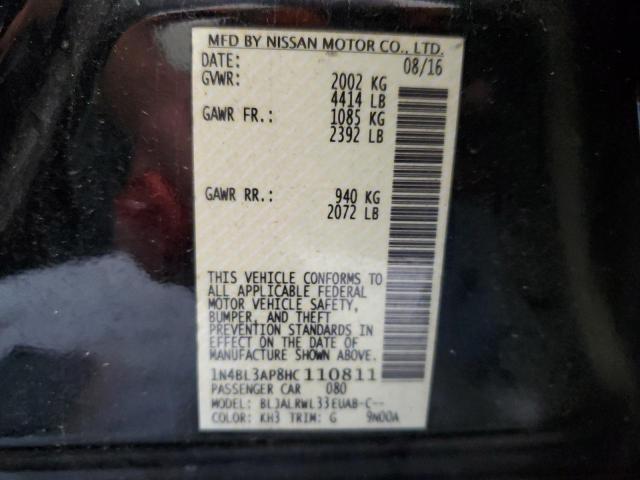 MFD BY NISSAN MOTOR CO., LTD.
DATE: 08/16
GVWR: 2002 KG
4414 LB
GAWR FR.: 1085 KG
2392 LB
GAWR RR.: 940 KG
2072 LB
THIS VEHICLE CONFORMS TO
ALL APPLICABLE FEDERAL
MOTOR VEHICLE SAFETY,
BUMPER, AND THEFT
PREVENTION STANDARDS IN
EFFECT ON THE DATE OF
MANUFACTURE SHOWN ABOVE.
1N4BL3AP8HC110811
PASSENGER CAR 080
MODEL: BLJALRWL33EUAB-C--
COLOR: KH3 TRIM: G 9N00A